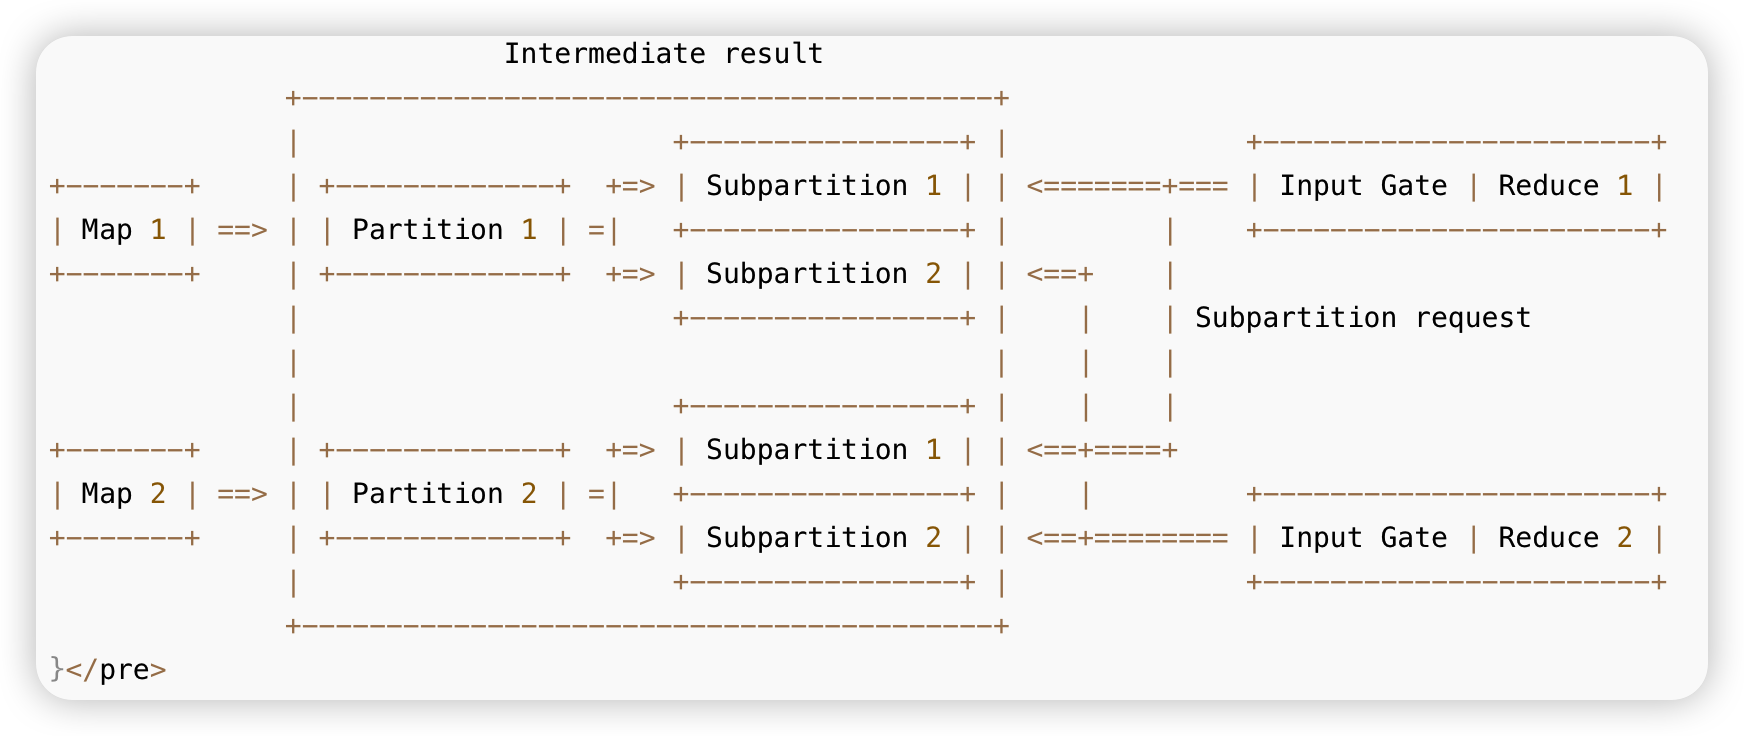 Intermediate result
              +-----------------------------------------+
              |                      +----------------+ |              +-----------------------+
+-------+     | +-------------+  +=> | Subpartition 1 | | <=======+=== | Input Gate | Reduce 1 |
| Map 1 | ==> | | Partition 1 | =|   +----------------+ |         |    +-----------------------+
+-------+     | +-------------+  +=> | Subpartition 2 | | <==+    |
              |                      +----------------+ |    |    | Subpartition request
              |                                         |    |    |
              |                      +----------------+ |    |    |
+-------+     | +-------------+  +=> | Subpartition 1 | | <==+====+
| Map 2 | ==> | | Partition 2 | =|   +----------------+ |    |         +-----------------------+
+-------+     | +-------------+  +=> | Subpartition 2 | | <==+======== | Input Gate | Reduce 2 |
              |                      +----------------+ |              +-----------------------+
              +-----------------------------------------+
}</pre>